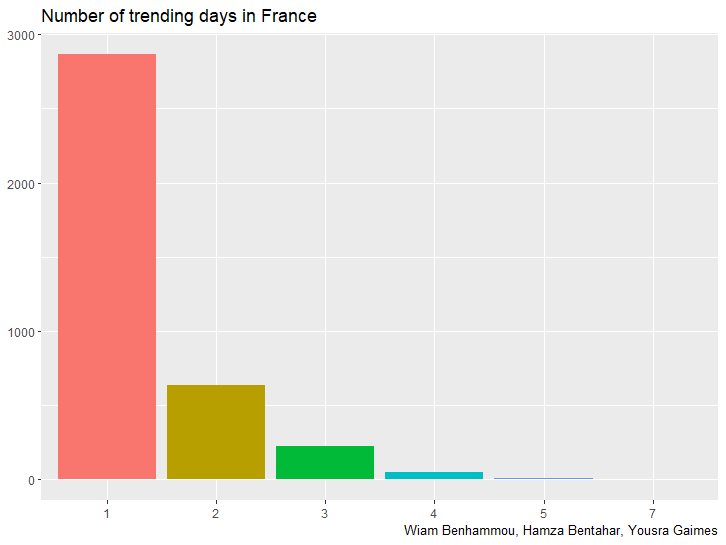 Number of trending days in France
3000
2000
1000
0
1 2 3 4 5 7
Wiam Benhammou, Hamza Bentahar, Yousra Gaimes